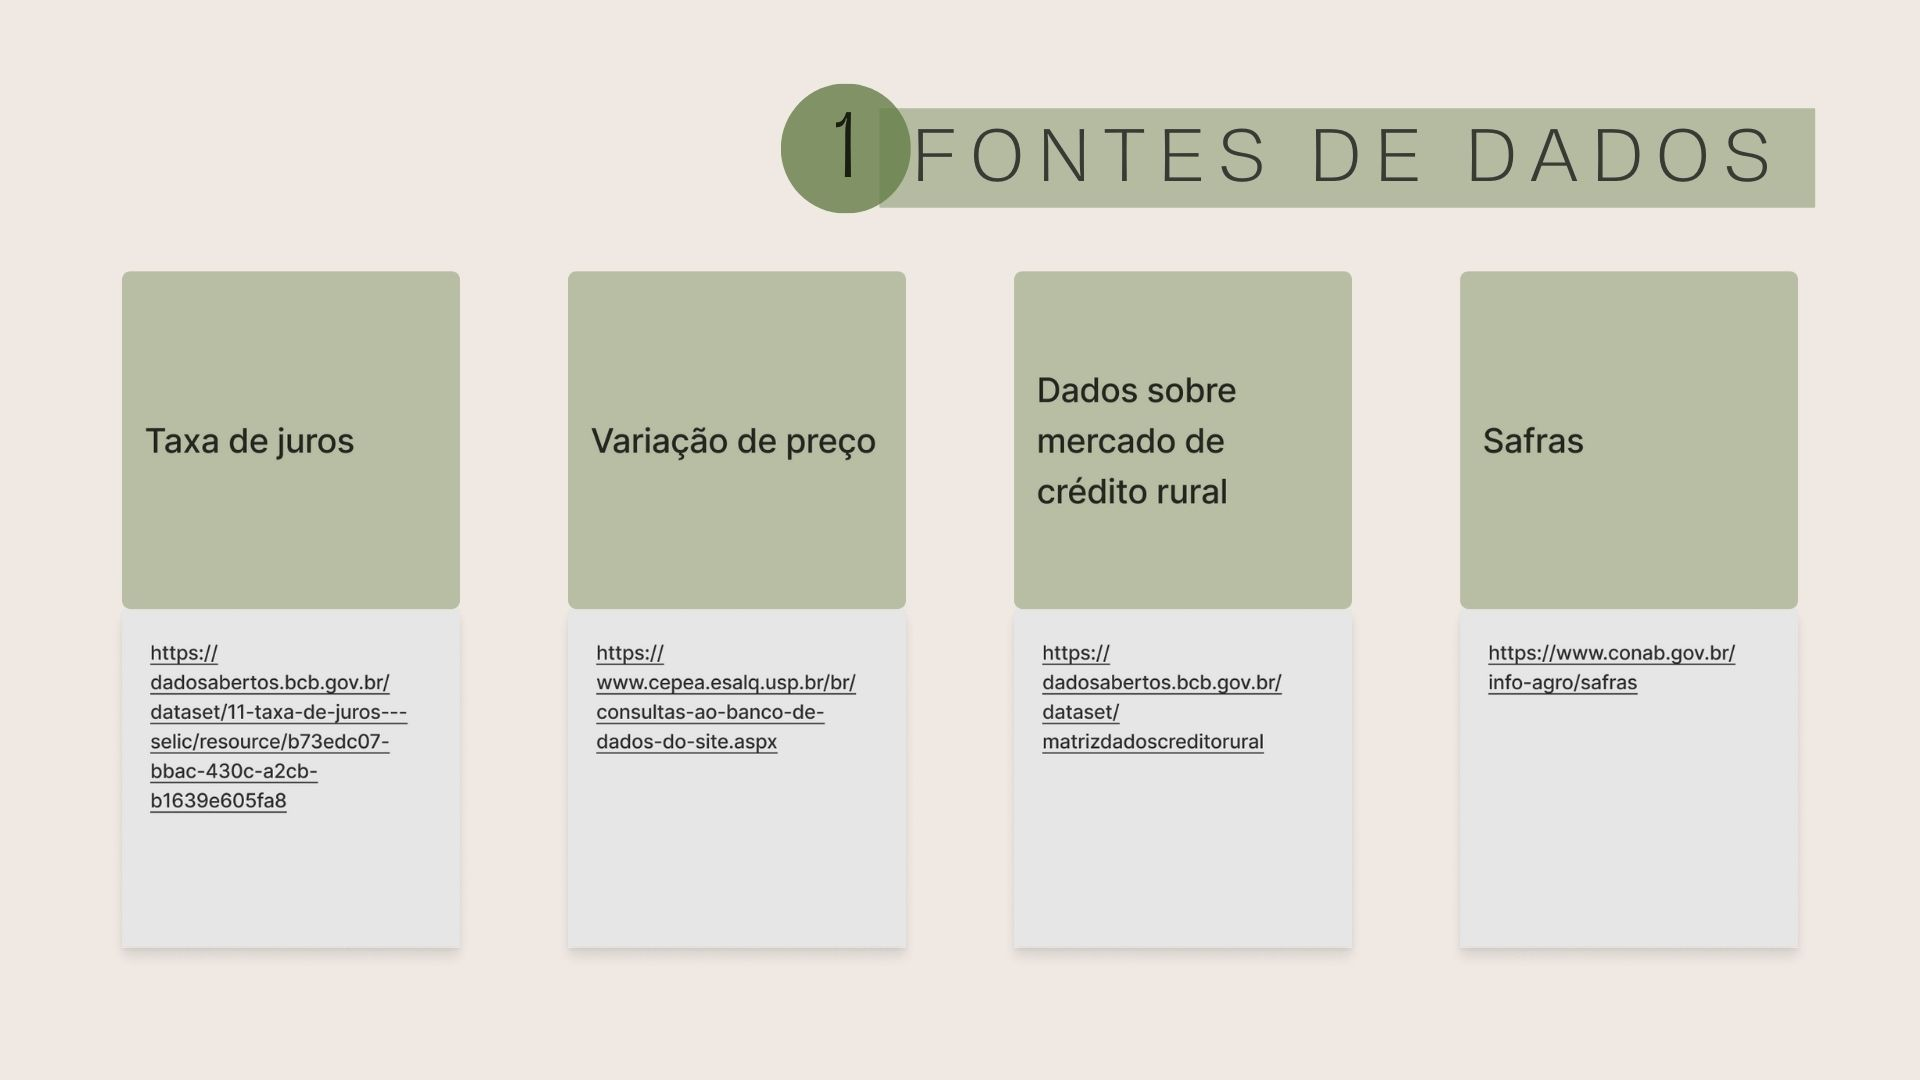 1 FONTES DE DADOS
Taxa de juros
https://
dadosabertos.bcb.gov.br/
dataset/11-taxa-de-juros---
selic/resource/b73edc07-
bbac-430c-a2cb-
b1639e605fa8
Variação de preço
https://
www.cepea.esalq.usp.br/br/
consultas-ao-banco-de-
dados-do-site.aspx
Dados sobre
mercado de
crédito rural
https://
dadosabertos.bcb.gov.br/
dataset/
matrizdadoscreditorural
Safras
https://www.conab.gov.br/
info-agro/safras